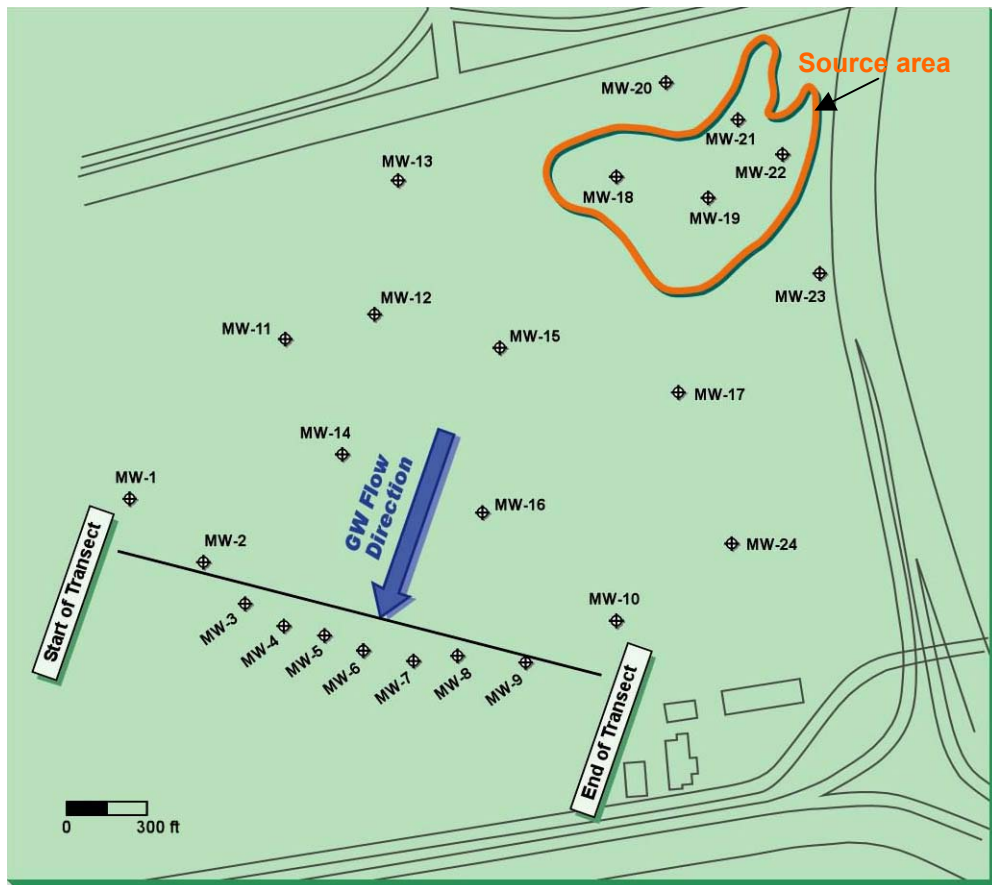 Source area
MW-20
MW-21
MW-13
MW-22
MW-18
MW-19
MW-23
MW-12
MW-11
MW-15
MW-17
MW-14
GW Flow
Direction
MW-1
MW-16
MW-2
MW-24
Start of Transect
MW-10
MW-3
MW-4
MW-5
MW-6
MW-7
MW-8
MW-9
End of Transect
0 300 ft